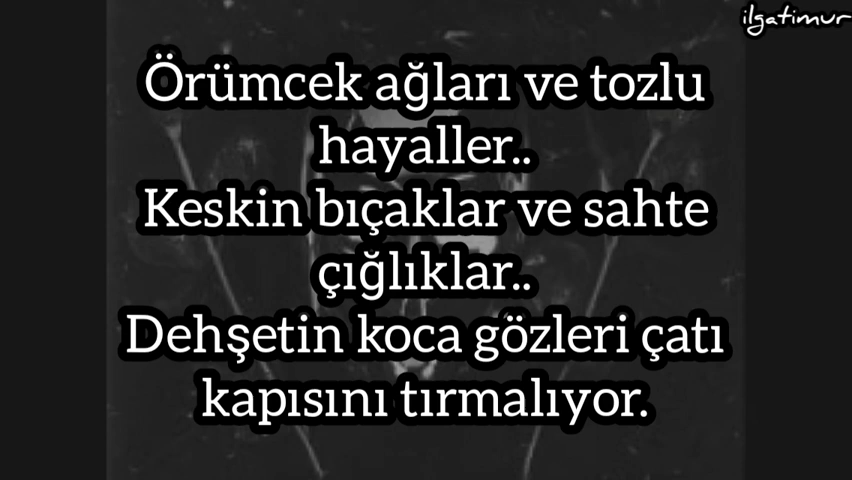 ilgatimur
Örümcek ağları ve tozlu
hayaller..
Keskin bıçaklar ve sahte
çığlıklar..
Dehşetin koca gözleri çatı
kapısını tırmalıyor.